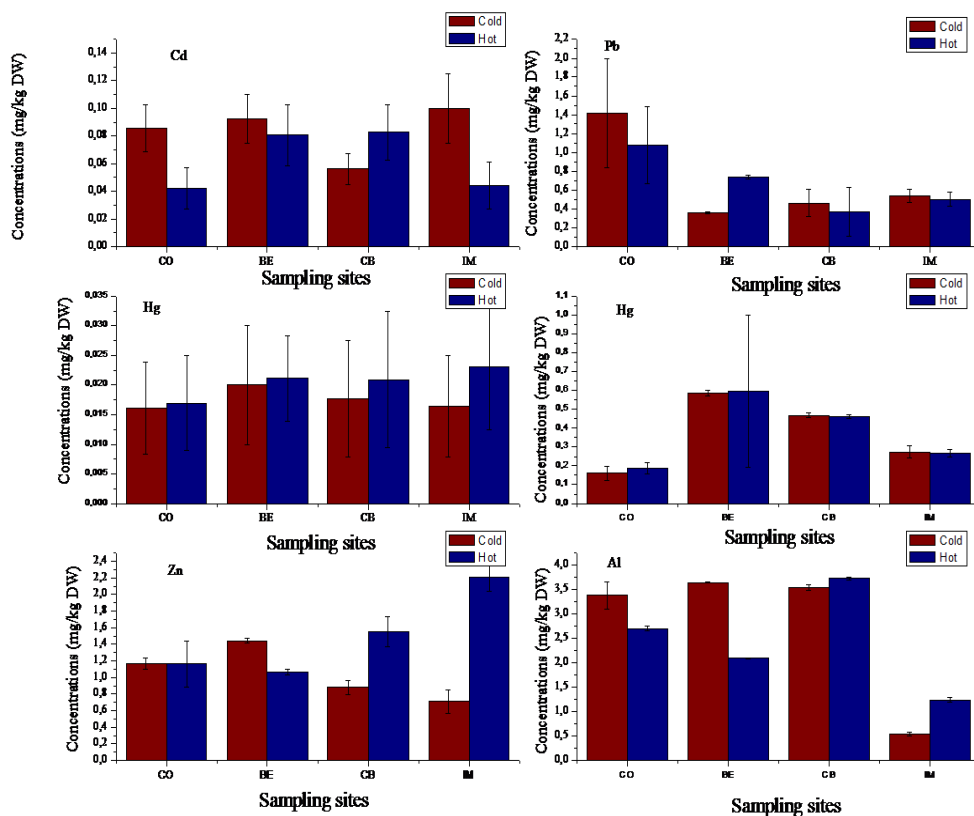 Cold
Hot
Cd
0,14
0,12
0,10
0,08
0,06
0,04
0,02
0,00
Concentrations (mg/kg DW)
CO BE CB IM
Sampling sites
Cold
Hot
Pb
2,2
2,0
1,8
1,6
1,4
1,2
1,0
0,8
0,6
0,4
0,2
0,0
Concentrations (mg/kg DW)
CO BE CB IM
Sampling sites
Cold
Hot
Hg
0,035
0,030
0,025
0,020
0,015
0,010
0,005
0,000
Concentrations (mg/kg DW)
CO BE CB IM
Sampling sites
Cold
Hot
Hg
1,1
1,0
0,9
0,8
0,7
0,6
0,5
0,4
0,3
0,2
0,1
0,0
Concentrations (mg/kg DW)
CO BE CB IM
Sampling sites
Cold
Hot
Zn
2,4
2,2
2,0
1,8
1,6
1,4
1,2
1,0
0,8
0,6
0,4
0,2
0,0
Concentrations (mg/kg DW)
CO BE CB IM
Sampling sites
Cold
Hot
Al
4,0
3,5
3,0
2,5
2,0
1,5
1,0
0,5
0,0
Concentrations (mg/kg DW)
CO BE CB IM
Sampling sites